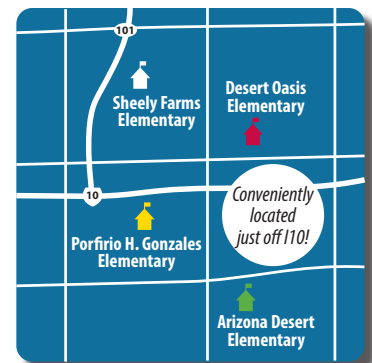 101
Sheely Farms
Elementary
Desert Oasis
Elementary
10
Conveniently
located
just off I10!
Porfirio H. Gonzales
Elementary
Arizona Desert
Elementary